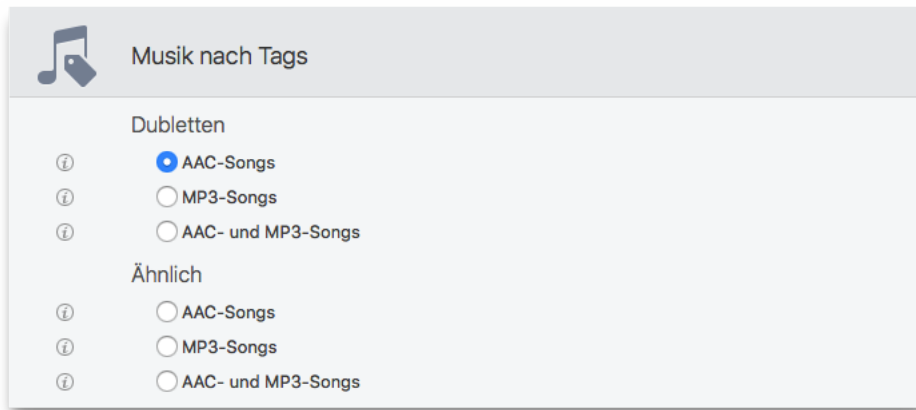 Musik nach Tags
Dubletten
AAC-Songs
MP3-Songs
AAC- und MP3-Songs
Ähnlich
AAC-Songs
MP3-Songs
AAC- und MP3-Songs